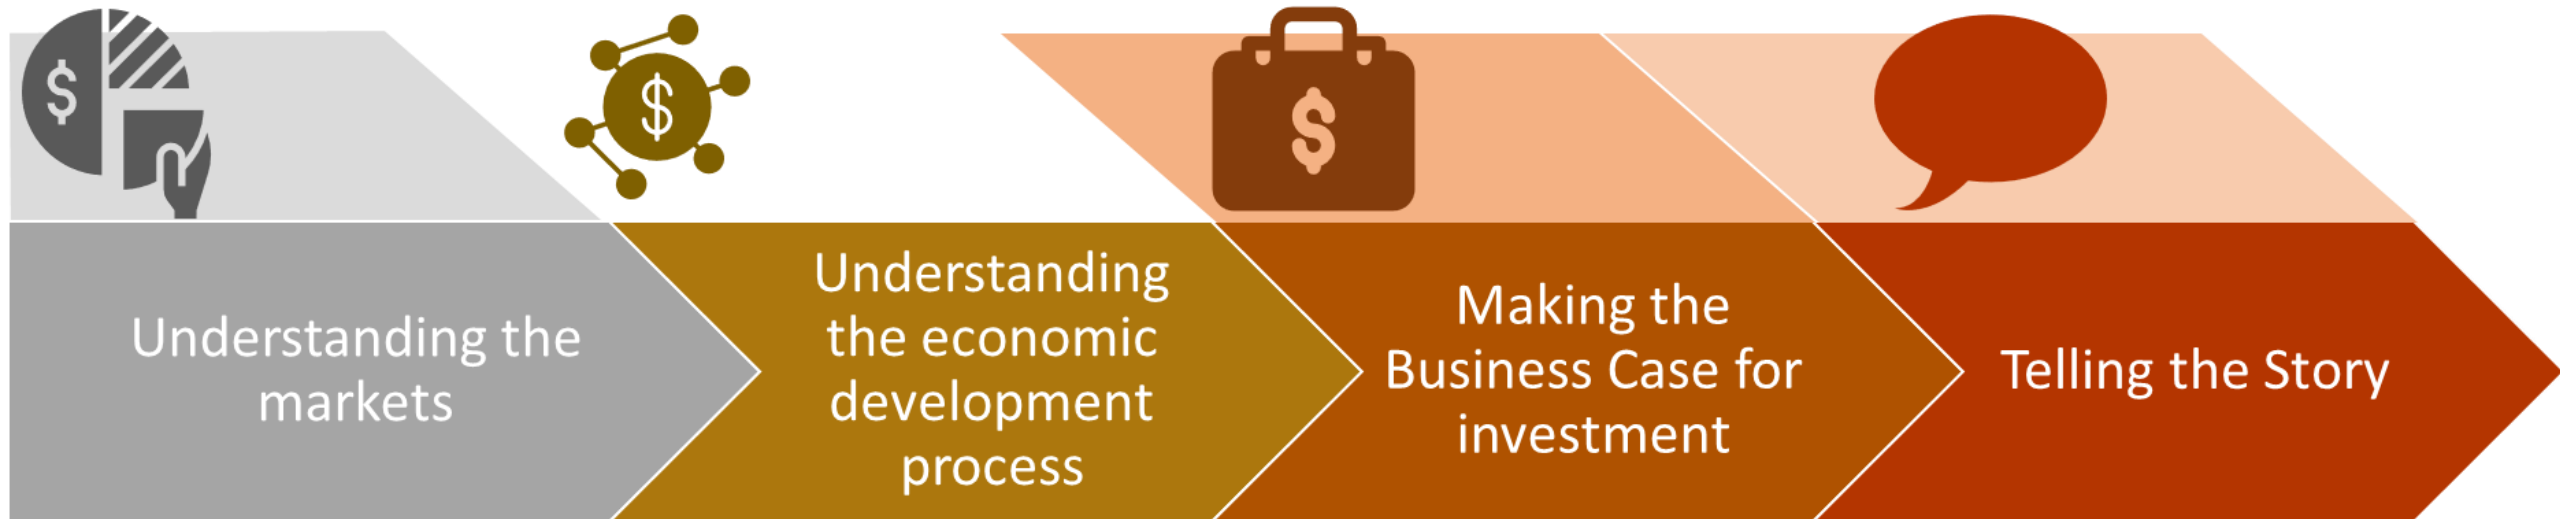 $
$
$
Understanding the
markets
Understanding
the economic
development
process
Making the
Business Case for
investment
Telling the Story